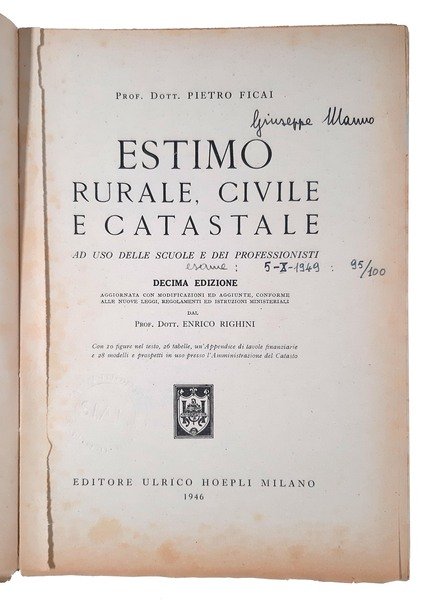 Prof. Dott. PIETRO FICAI
Giuseppe Manno
ESTIMO
RURALE, CIVILE
E CATASTALE
AD USO DELLE SCUOLE E DEI PROFESSIONISTI
esame : 5-X-1949 : 95/100
DECIMA EDIZIONE
AGGIORNATA CON MODIFICAZIONI ED AGGIUNTE, CONFORME
ALLE NUOVE LEGGI, REGOLAMENTI ED ISTRUZIONI MINISTERIALI
DAL
Prof. Dott. ENRICO RIGHINI
Con 20 figure nel testo, 26 tabelle, un'Appendice di tavole finanziarie
e 28 modelli e prospetti in uso presso l'Amministrazione del Catasto
EDITORE ULRICO HOEPLI MILANO
1946